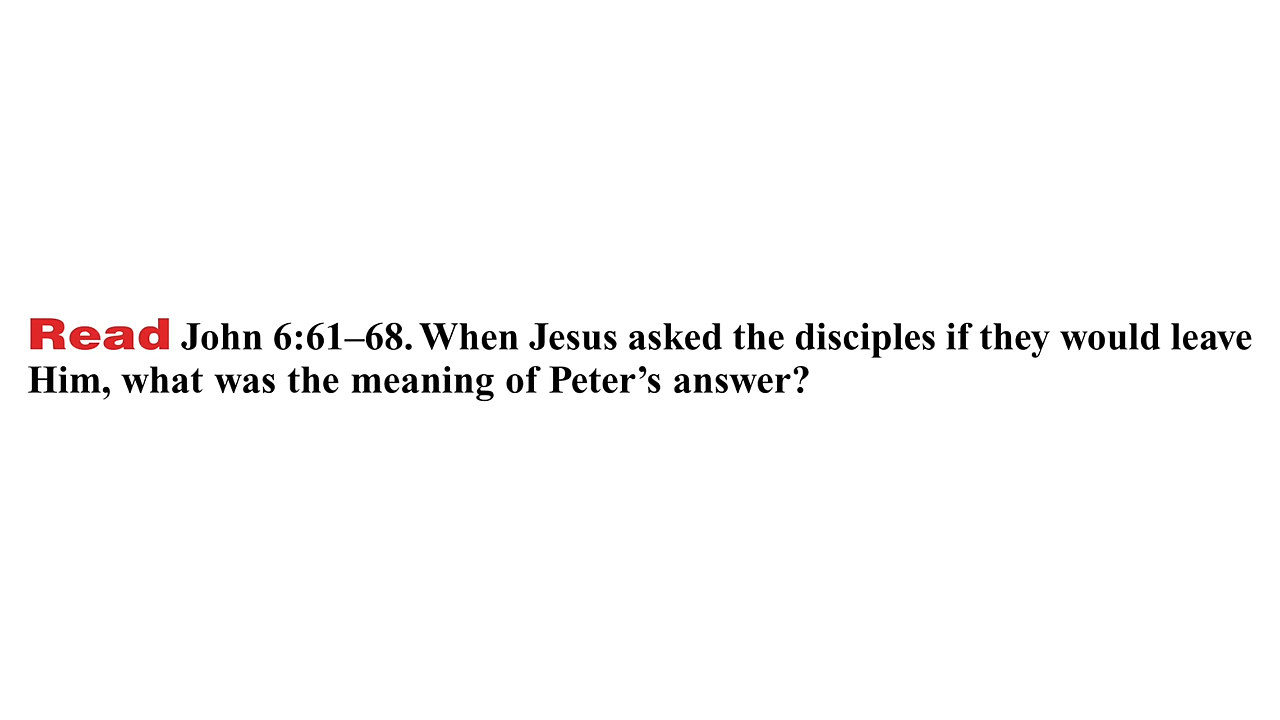 Read John 6:61–68. When Jesus asked the disciples if they would leave
Him, what was the meaning of Peter’s answer?